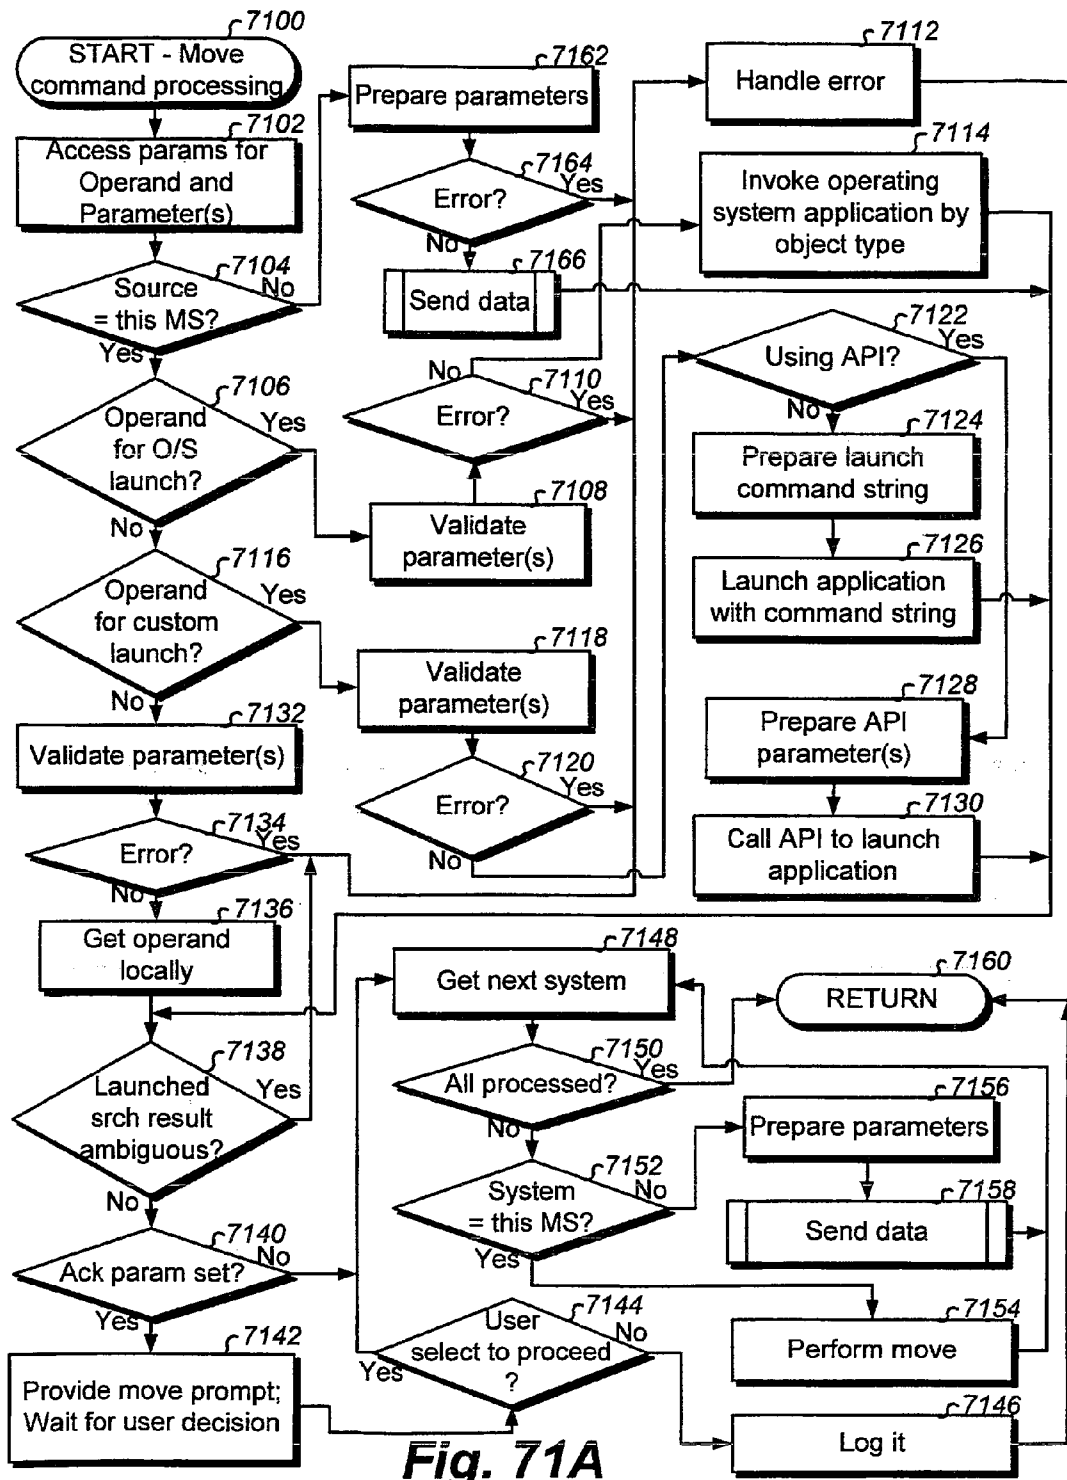 7100
START - Move
command processing
7102
Access params for
Operand and
Parameter(s)
7104
Source
= this MS?
No
Yes
7106
Operand
for O/S
launch?
Yes
No
7116
Operand
for custom
launch?
Yes
No
7132
Validate parameter(s)
7134
Error?
Yes
No
7136
Get operand
locally
7138
Launched
srch result
ambiguous?
Yes
No
7140
Ack param set?
No
Yes
7142
Provide move prompt;
Wait for user decision
7162
Prepare parameters
7164
Error?
Yes
No
7166
Send data
No
7110
Error?
Yes
7108
Validate
parameter(s)
7118
Validate
parameter(s)
7120
Error?
Yes
No
7112
Handle error
7114
Invoke operating
system application by
object type
7122
Using API?
Yes
No
7124
Prepare launch
command string
7126
Launch application
with command string
7128
Prepare API
parameter(s)
7130
Call API to launch
application
7148
Get next system
7160
RETURN
7150
All processed?
Yes
No
7152
System
= this MS?
No
Yes
7156
Prepare parameters
7158
Send data
7154
Perform move
7144
User
select to proceed
?
No
Yes
7146
Log it
Fig. 71A